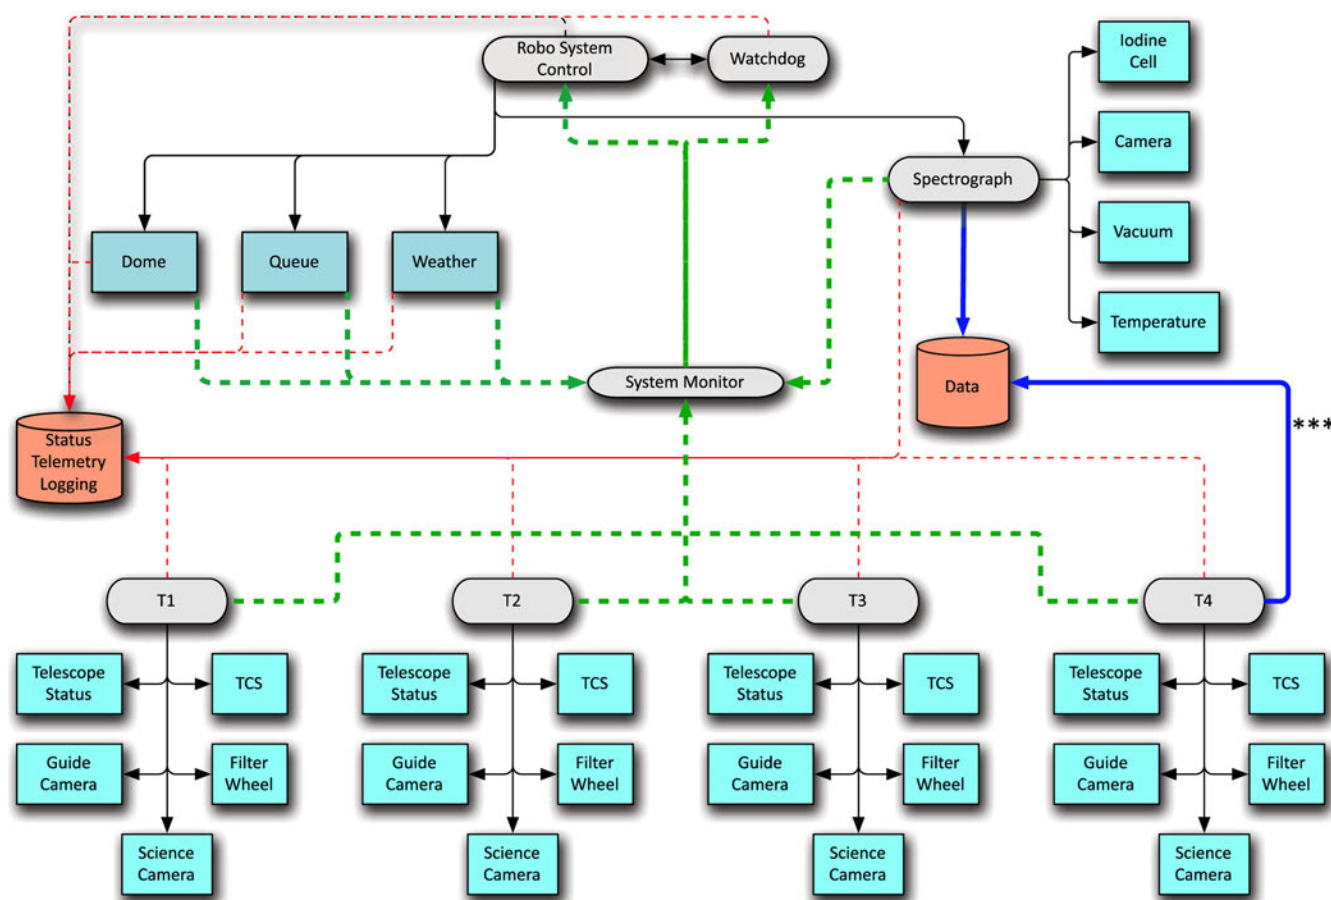 Robo System
Control
Watchdog
Iodine
Cell
Camera
Spectrograph
Vacuum
Temperature
Dome
Queue
Weather
System Monitor
Data
***
Status
Telemetry
Logging
T1
T2
T3
T4
Telescope
Status
TCS
Telescope
Status
TCS
Telescope
Status
TCS
Telescope
Status
TCS
Guide
Camera
Filter
Wheel
Guide
Camera
Filter
Wheel
Guide
Camera
Filter
Wheel
Guide
Camera
Filter
Wheel
Science
Camera
Science
Camera
Science
Camera
Science
Camera